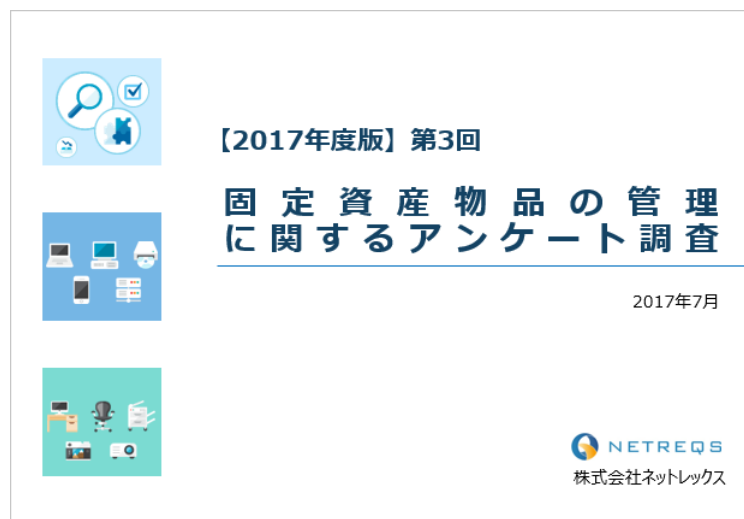 【2017年度版】第3回
固定資産物品の管理
に関するアンケート調査
2017年7月
NETREQS
株式会社ネットレックス